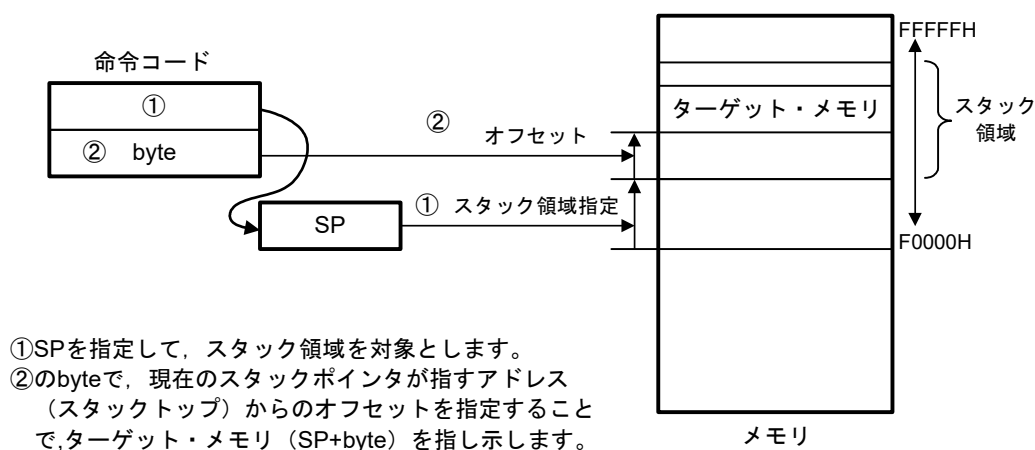 FFFFFH
命令コード
①
ターゲット・メモリ
スタック
領域
②
オフセット
② byte
① スタック領域指定
SP
F0000H
①SPを指定して，スタック領域を対象とします。
②のbyteで，現在のスタックポインタが指すアドレス
（スタックトップ）からのオフセットを指定すること
で,ターゲット・メモリ（SP+byte）を指し示します。
メモリ